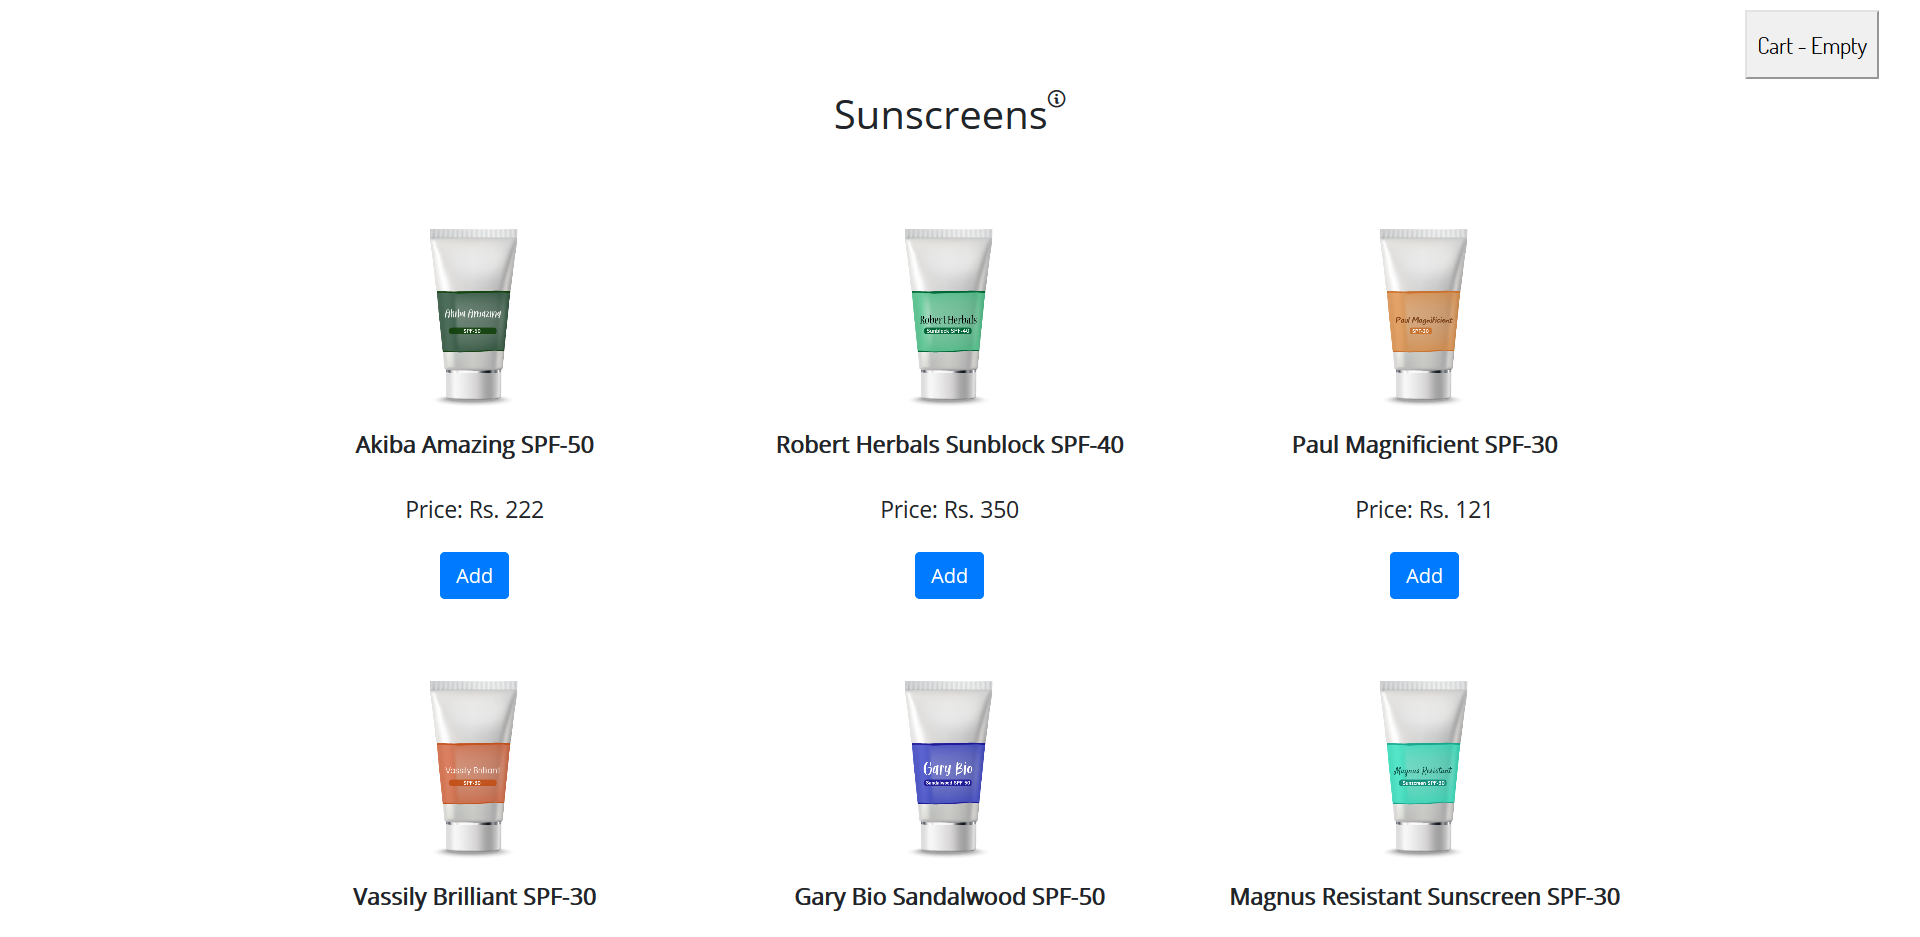 Cart - Empty
Sunscreens
Akiba Amazing
SPF-50
Robert Herbals
Sunblock SPF-40
Paul Magnificient
SPF-30
Akiba Amazing SPF-50
Robert Herbals Sunblock SPF-40
Paul Magnificient SPF-30
Price: Rs. 222
Price: Rs. 350
Price: Rs. 121
Add
Add
Add
Vassily Brilliant
SPF-30
Gary Bio
Sandalwood SPF-50
Magnus Resistant
Sunscreen SPF-30
Vassily Brilliant SPF-30
Gary Bio Sandalwood SPF-50
Magnus Resistant Sunscreen SPF-30